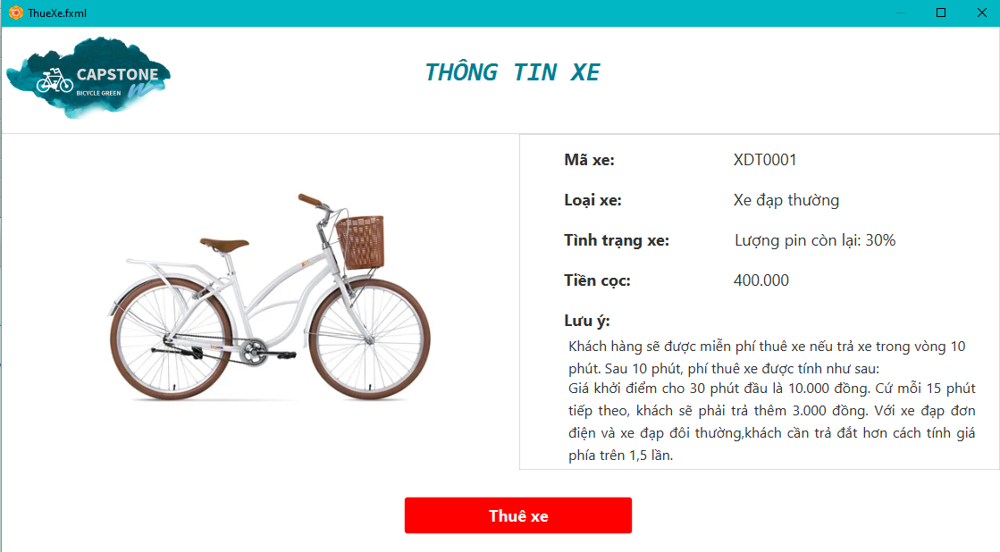 ThueXe.fxml
CAPSTONE
BICYCLE GREEN
THÔNG TIN XE
Mã xe: XDT0001
Loại xe: Xe đạp thường
Tình trạng xe: Lượng pin còn lại: 30%
Tiền cọc: 400.000
Lưu ý:
Khách hàng sẽ được miễn phí thuê xe nếu trả xe trong vòng 10
phút. Sau 10 phút, phí thuê xe được tính như sau:
Giá khởi điểm cho 30 phút đầu là 10.000 đồng. Cứ mỗi 15 phút
tiếp theo, khách sẽ phải trả thêm 3.000 đồng. Với xe đạp đơn
điện và xe đạp đôi thường,khách cần trả đắt hơn cách tính giá
phía trên 1,5 lần.
Thuê xe